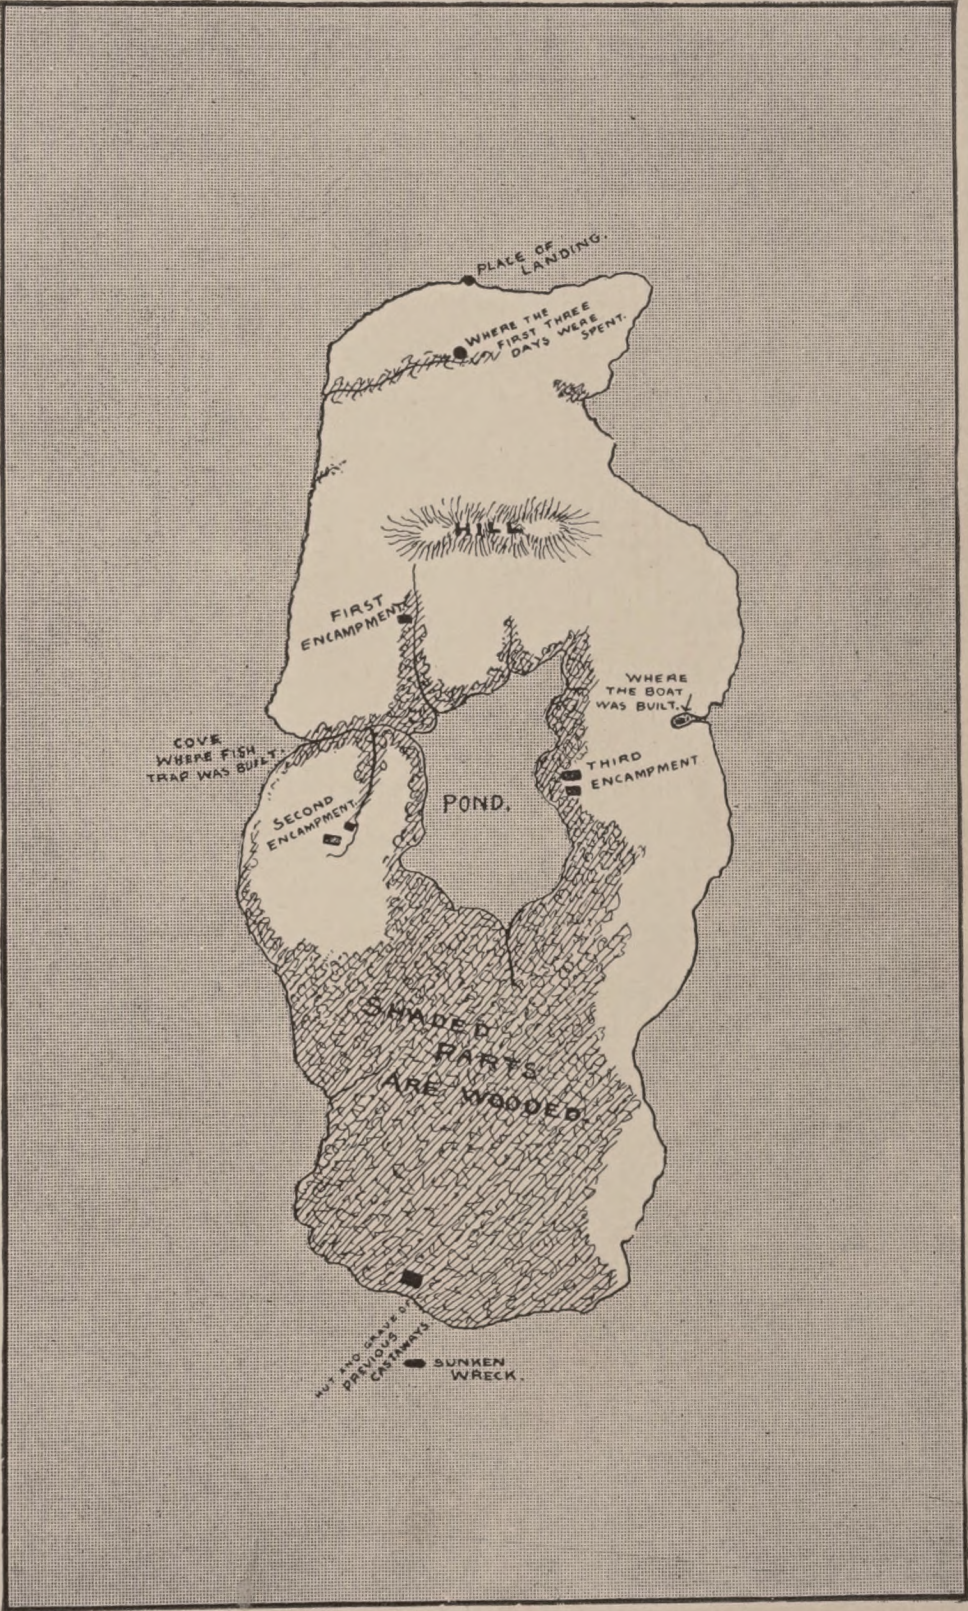 PLACE OF
LANDING.
WHERE THE
FIRST THREE
DAYS WERE
SPENT.
HILL
FIRST
ENCAMPMENT.
WHERE
THE BOAT
WAS BUILT.
COVE
WHERE FISH
TRAP WAS BUILT.
THIRD
ENCAMPMENT
SECOND
ENCAMPMENT.
POND.
SHADED
PARTS
ARE WOODED.
HUT AND GRAVE OF
PREVIOUS
CASTAWAYS.
SUNKEN
WRECK.